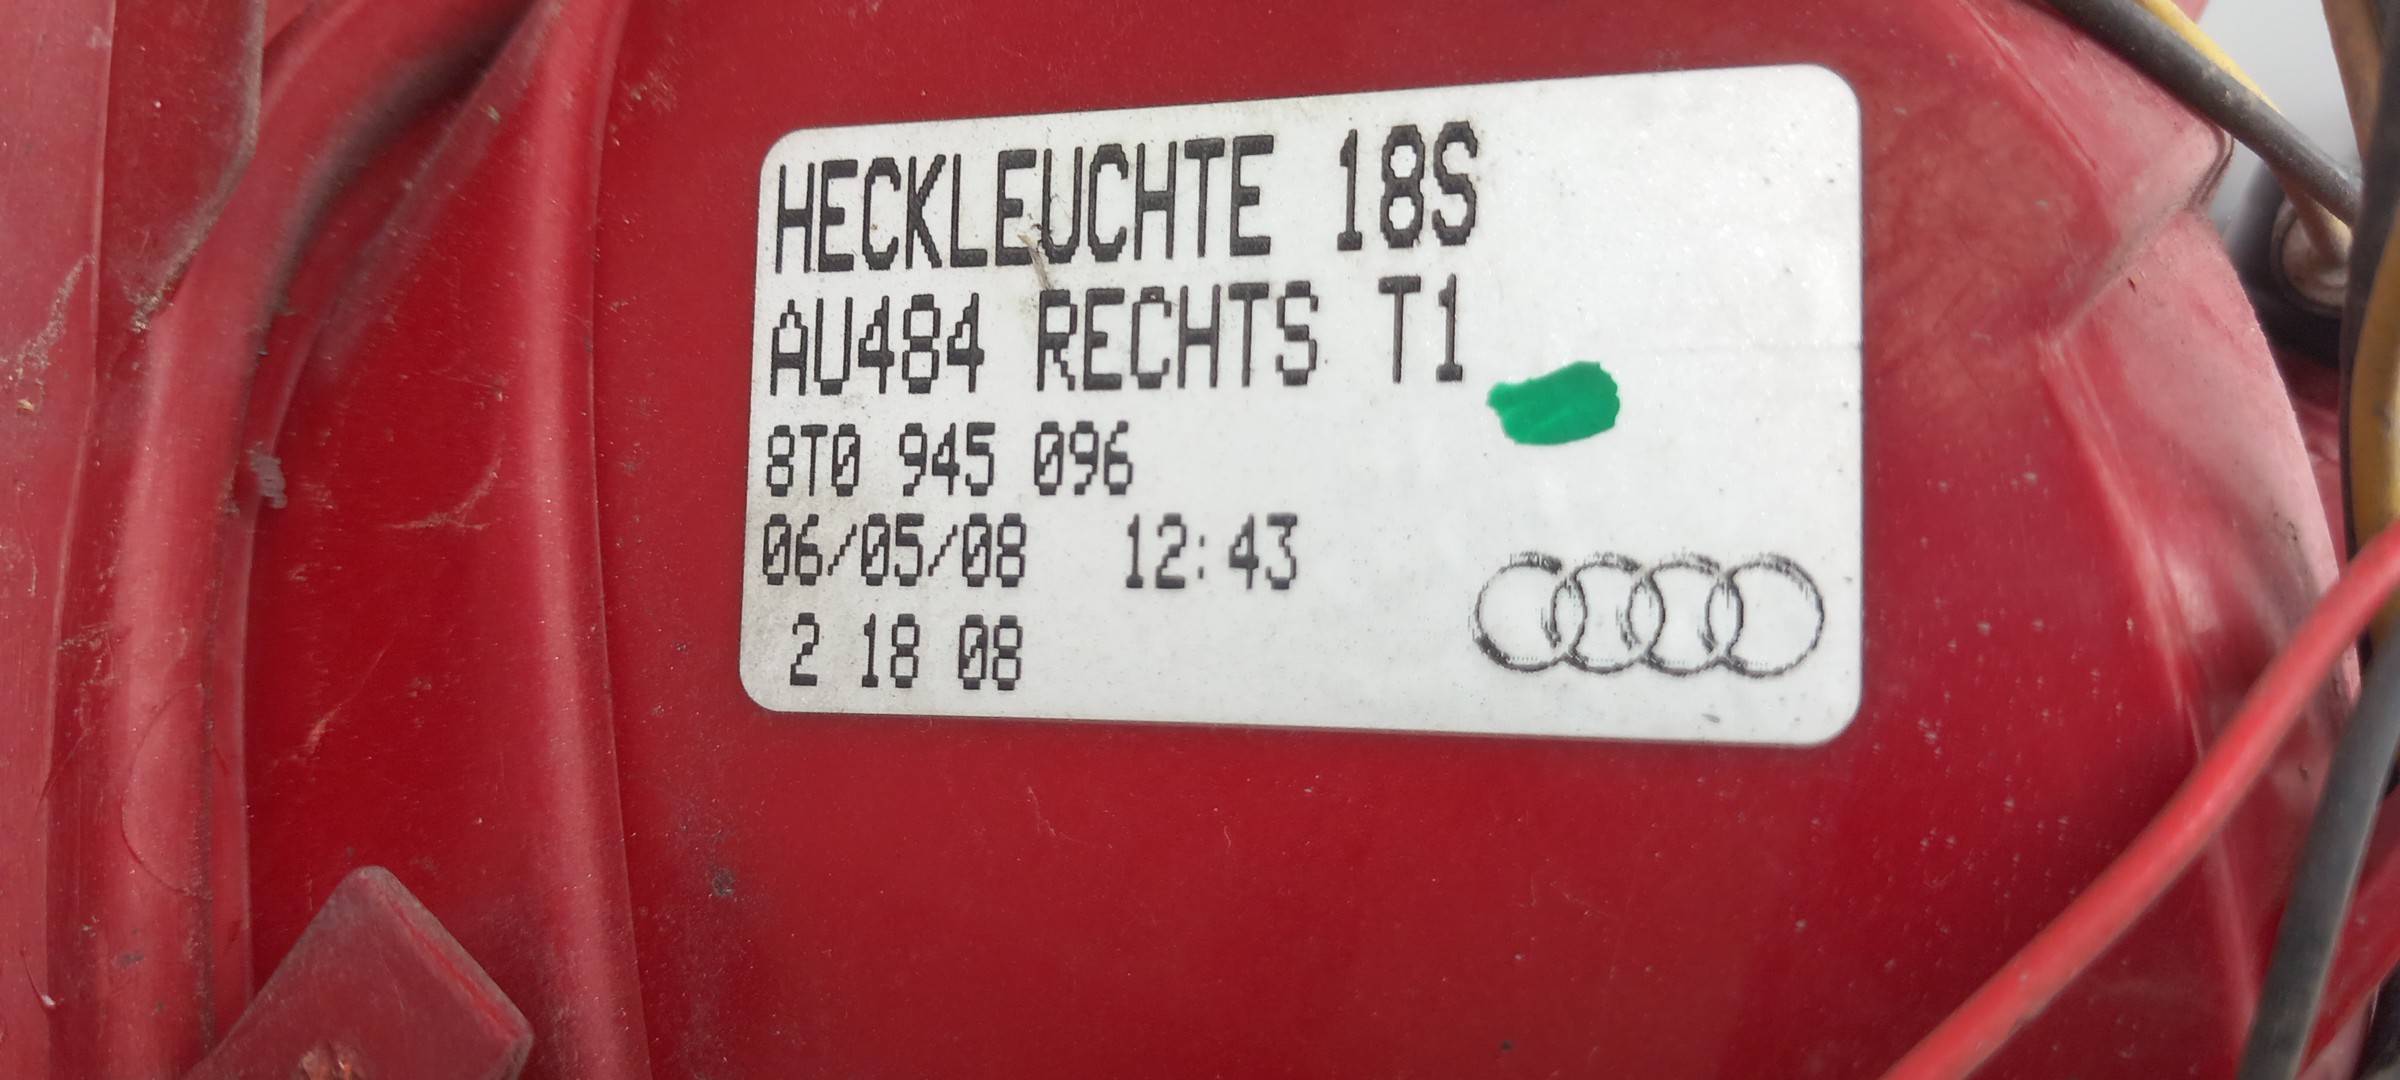 HECKLEUCHTE 18S
AU484 RECHTS T1
8T0 945 096
06/05/08 12:43
2 18 08